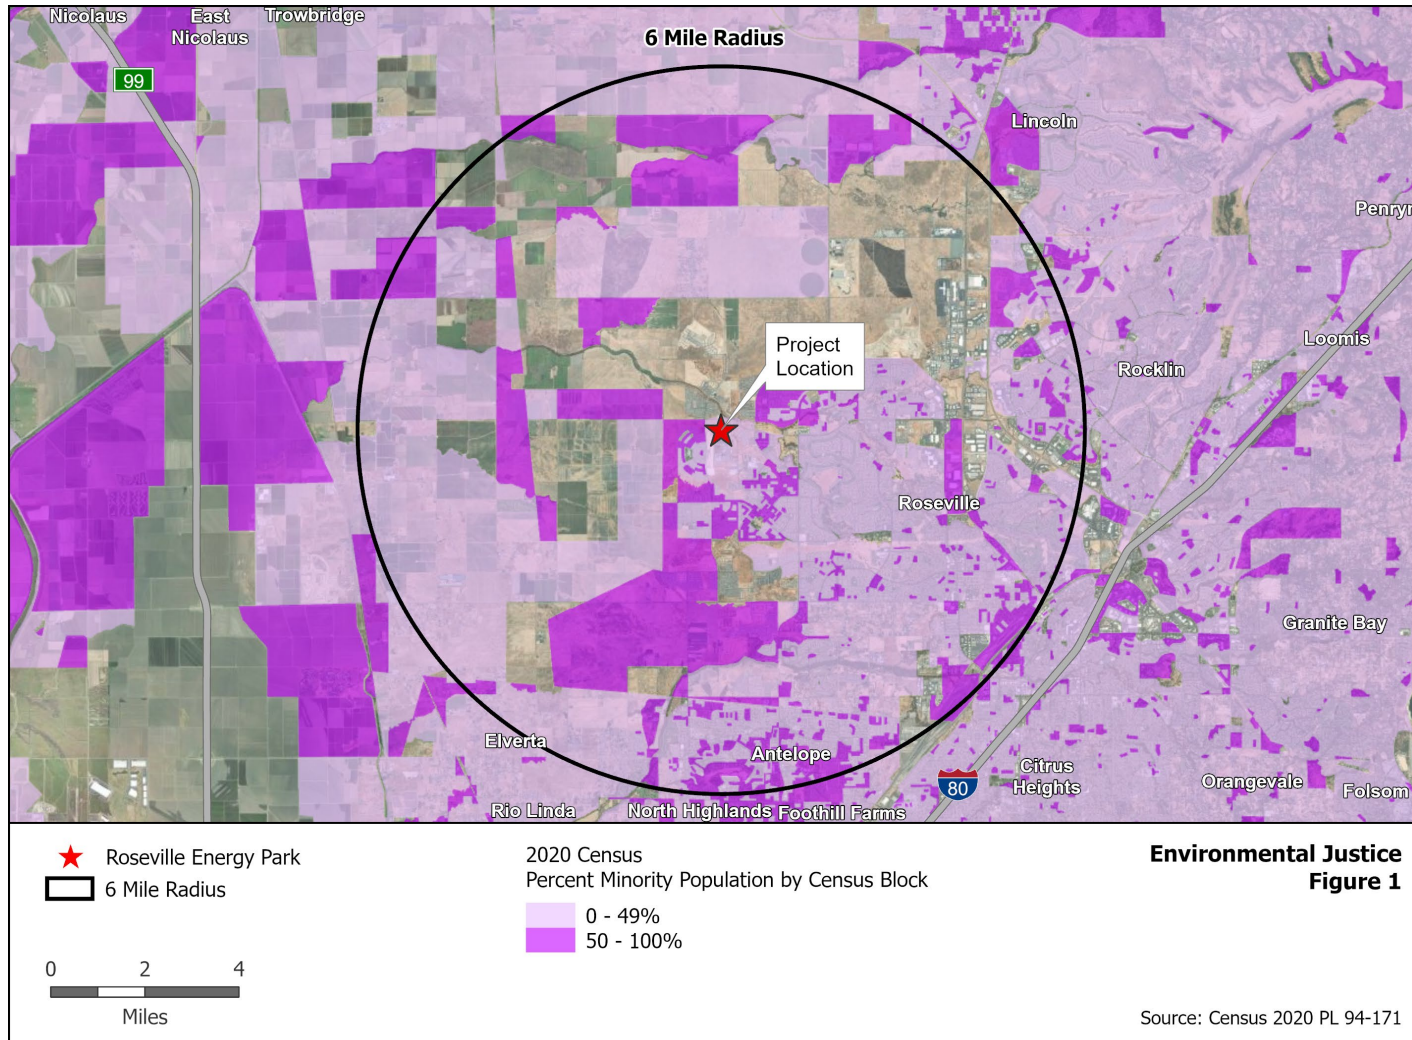 Nicolaus
East
Nicolaus
Trowbridge
6 Mile Radius
99
Lincoln
Penryn
Project
Location
Loomis
Rocklin
Roseville
Granite Bay
Elverta
Antelope
Citrus
Heights
Orangevale
Folsom
80
Rio Linda
North Highlands
Foothill Farms
Roseville Energy Park
6 Mile Radius
0 2 4
Miles
2020 Census
Percent Minority Population by Census Block
0 - 49%
50 - 100%
Environmental Justice
Figure 1
Source: Census 2020 PL 94-171